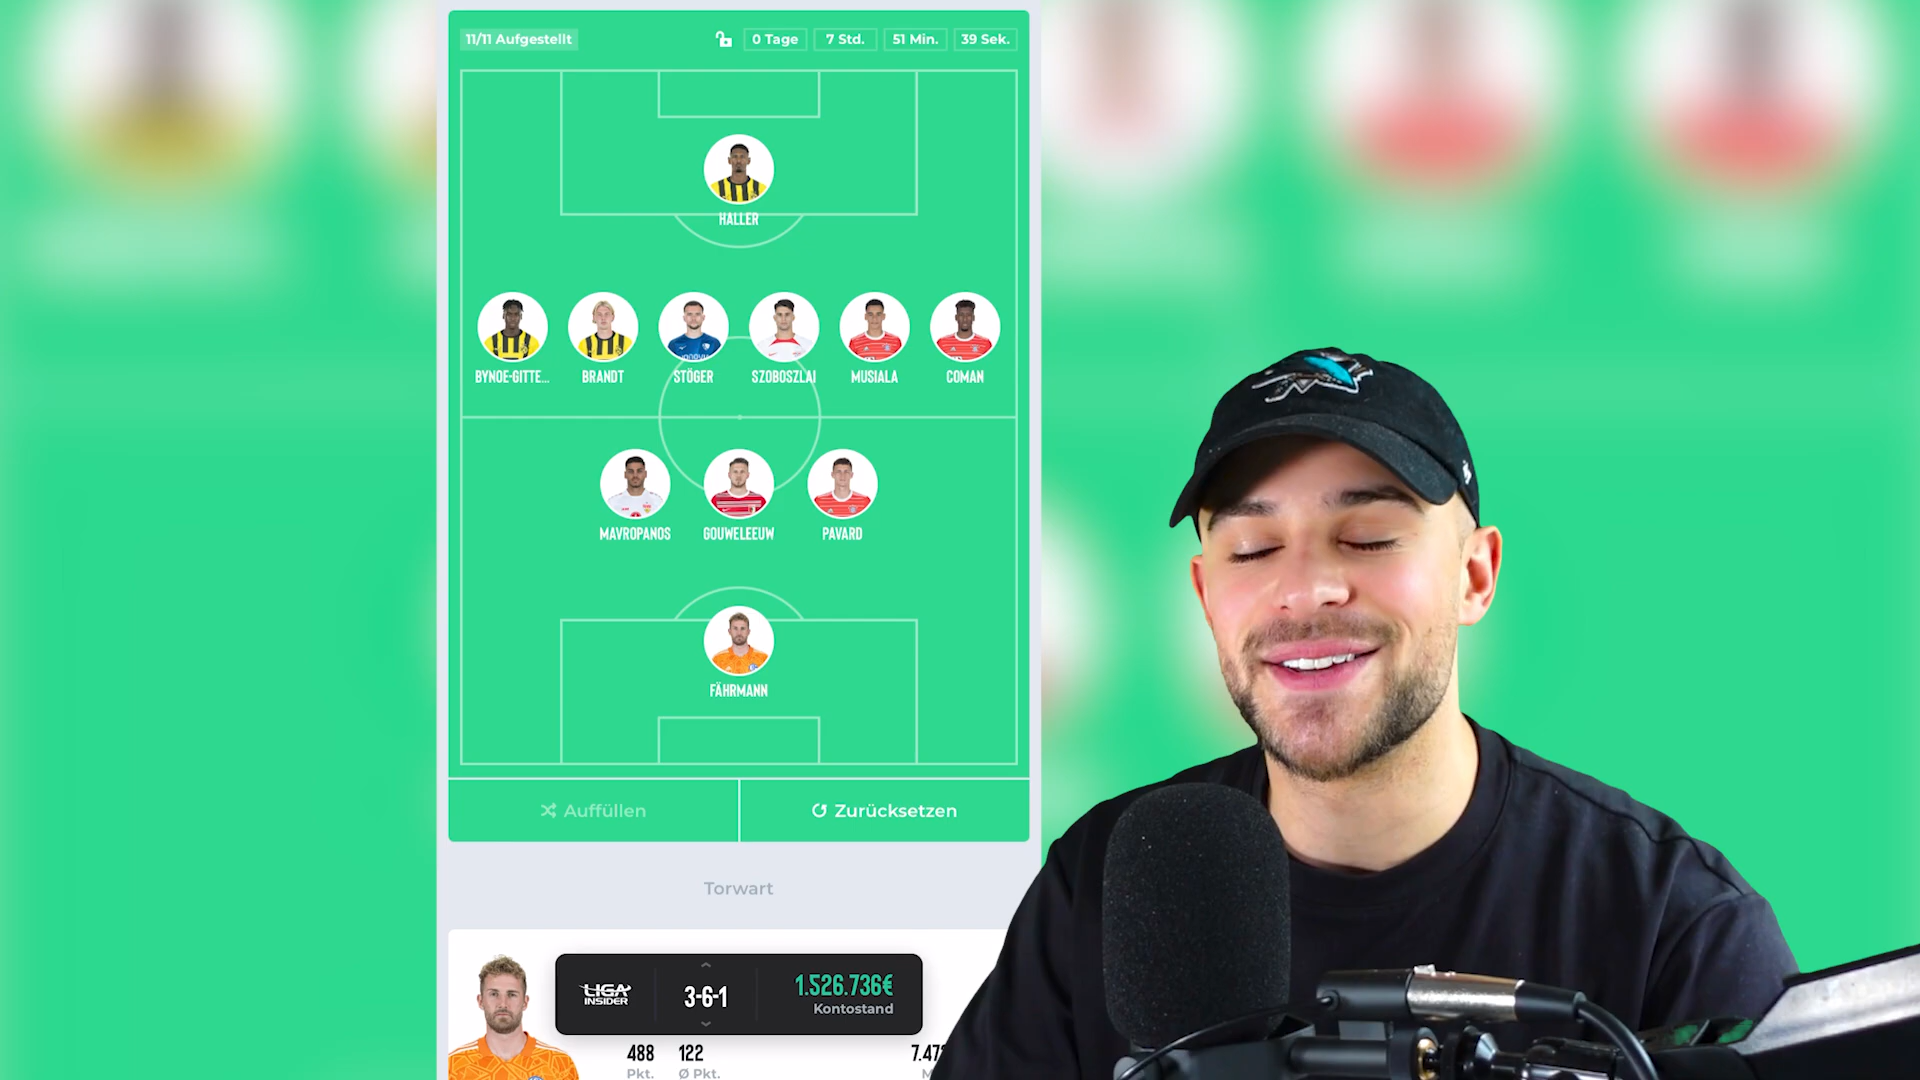 11/11 Aufgestellt
0 Tage
7 Std.
51 Min.
39 Sek.
HALLER
BYNOE-GITTE...
BRANDT
STÖGER
SZOBOSZLAI
MUSIALA
COMAN
MAVROPANOS
GOUWELEEUW
PAVARD
FÄHRMANN
Auffüllen
Zurücksetzen
Torwart
LIGA
INSIDER
3-6-1
1.526.736€
Kontostand
488
122
Pkt.
Ø Pkt.